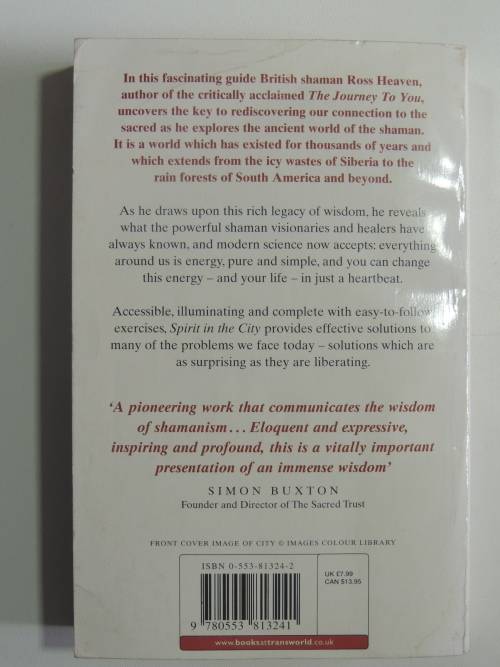 In this fascinating guide British shaman Ross Heaven,
author of the critically acclaimed The Journey To You,
uncovers the key to rediscovering our connection to the
sacred as he explores the ancient world of the shaman.
It is a world which has existed for thousands of years and
which extends from the icy wastes of Siberia to the
rain forests of South America and beyond.
As he draws upon this rich legacy of wisdom, he reveals
what the powerful shaman visionaries and healers have
always known, and modern science now accepts: everything
around us is energy, pure and simple, and you can change
this energy – and your life – in just a heartbeat.
Accessible, illuminating and complete with easy-to-follow
exercises, Spirit in the City provides effective solutions to
many of the problems we face today – solutions which are
as surprising as they are liberating.
‘A pioneering work that communicates the wisdom
of shamanism... Eloquent and expressive,
inspiring and profound, this is a vitally important
presentation of an immense wisdom’
SIMON BUXTON
Founder and Director of The Sacred Trust
FRONT COVER IMAGE OF CITY © IMAGES COLOUR LIBRARY
ISBN 0-553-81324-2
UK £7.99
CAN $13.95
9 780553 813241
www.booksattransworld.co.uk